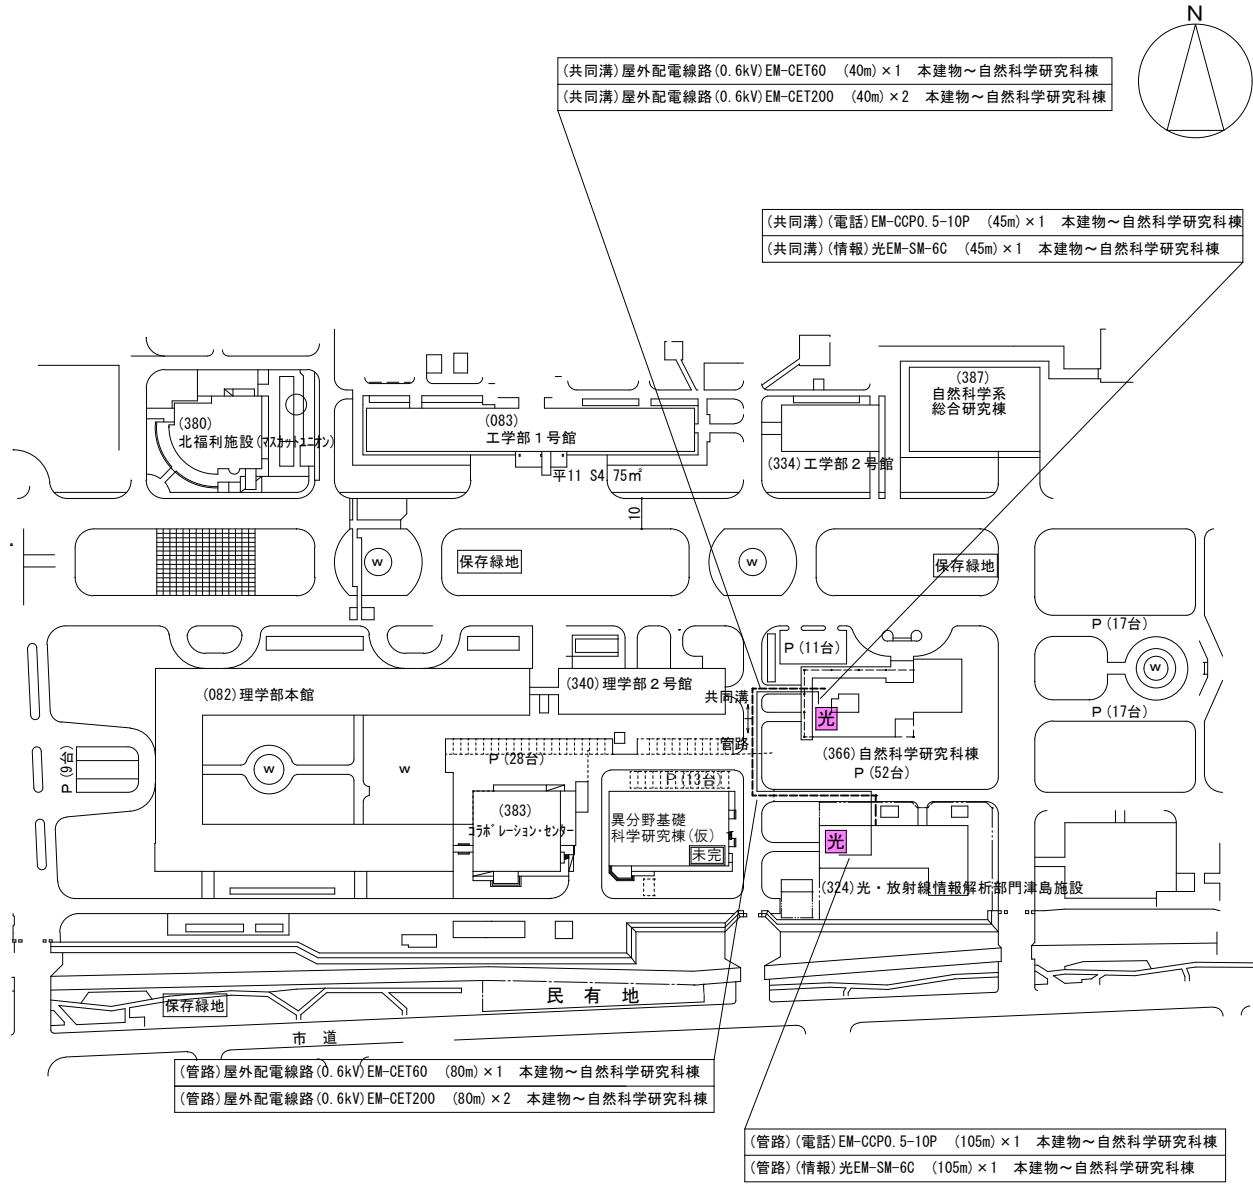 N
(共同溝)屋外配電線路(0.6kV)EM-CET60 (40m)×1 本建物～自然科学研究科棟
(共同溝)屋外配電線路(0.6kV)EM-CET200 (40m)×2 本建物～自然科学研究科棟
(共同溝)(電話)EM-CCP0.5-10P (45m)×1 本建物～自然科学研究科棟
(共同溝)(情報)光EM-SM-6C (45m)×1 本建物～自然科学研究科棟
(387)
自然科学系
総合研究棟
(380)
北福利施設(マスカットユニオン)
(083)
工学部1号館
(334)工学部2号館
平11 S4.75㎡
10
W
保存緑地
W
保存緑地
P(17台)
P(11台)
W
(082)理学部本館
(340)理学部2号館
共同溝
光
P(17台)
管路
(366)自然科学研究科棟
P(52台)
P(9台)
W
W
P(28台)
P(13台)
(383)
コラボレーション・センター
異分野基礎
科学研究棟(仮)
未完
光
(324)光・放射線情報解析部門津島施設
民有地
保存緑地
市道
(管路)屋外配電線路(0.6kV)EM-CET60 (80m)×1 本建物～自然科学研究科棟
(管路)屋外配電線路(0.6kV)EM-CET200 (80m)×2 本建物～自然科学研究科棟
(管路)(電話)EM-CCP0.5-10P (105m)×1 本建物～自然科学研究科棟
(管路)(情報)光EM-SM-6C (105m)×1 本建物～自然科学研究科棟